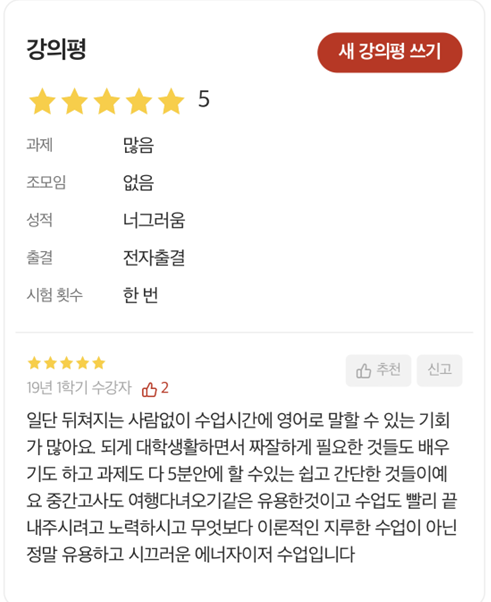 강의평
새 강의평 쓰기
5
과제 많음
조모임 없음
성적 너그러움
출결 전자출결
시험 횟수 한 번
추천 신고
19년 1학기 수강자 2
일단 뒤쳐지는 사람없이 수업시간에 영어로 말할 수 있는 기회
가 많아요. 되게 대학생활하면서 짜잘하게 필요한 것들도 배우
기도 하고 과제도 다 5분안에 할 수있는 쉽고 간단한 것들이예
요 중간고사도 여행다녀오기같은 유용한것이고 수업도 빨리 끝
내주시려고 노력하시고 무엇보다 이론적인 지루한 수업이 아닌
정말 유용하고 시끄러운 에너자이저 수업입니다